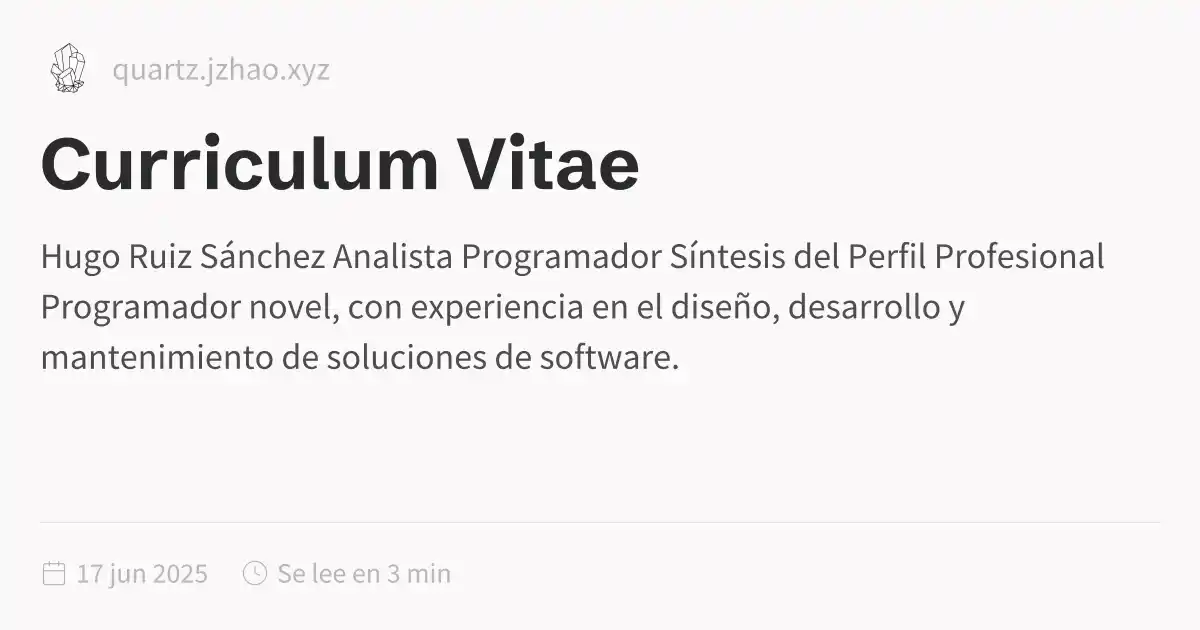 quartz.jzhao.xyz
Curriculum Vitae
Hugo Ruiz Sánchez Analista Programador Síntesis del Perfil Profesional
Programador novel, con experiencia en el diseño, desarrollo y
mantenimiento de soluciones de software.
17 jun 2025 Se lee en 3 min